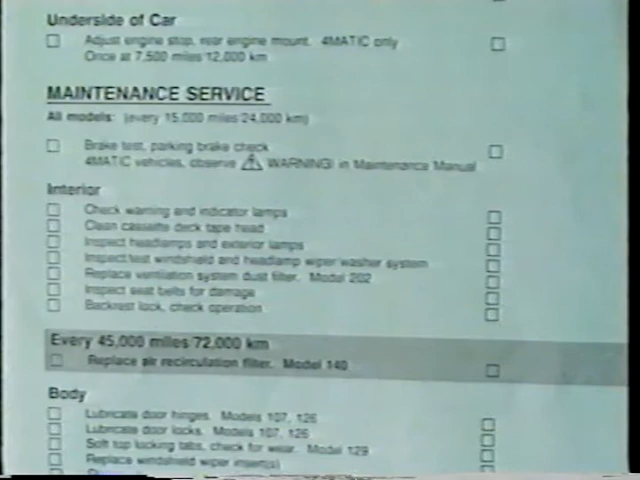 Underside of Car
Adjust engine stop, rear engine mount. 4MATIC only
Once at 7,500 miles/12,000 km
MAINTENANCE SERVICE
All models: (every 15,000 miles/24,000 km)
Brake test, parking brake check
4MATIC vehicles, observe ⚠ WARNING! in Maintenance Manual
Interior
Check warning and indicator lamps
Clean cassette deck tape head
Inspect headlamps and exterior lamps
Inspect/test windshield and headlamp wiper washer system
Replace ventilation system dust filter. Model 202
Inspect seat belts for damage
Backrest lock, check operation
Every 45,000 miles/72,000 km
Replace air recirculation filter. Model 140
Body
Lubricate door hinges. Models 107, 126
Lubricate door locks. Models 107, 126
Soft top locking tabs, check for wear. Model 129
Replace windshield wiper insert(s)